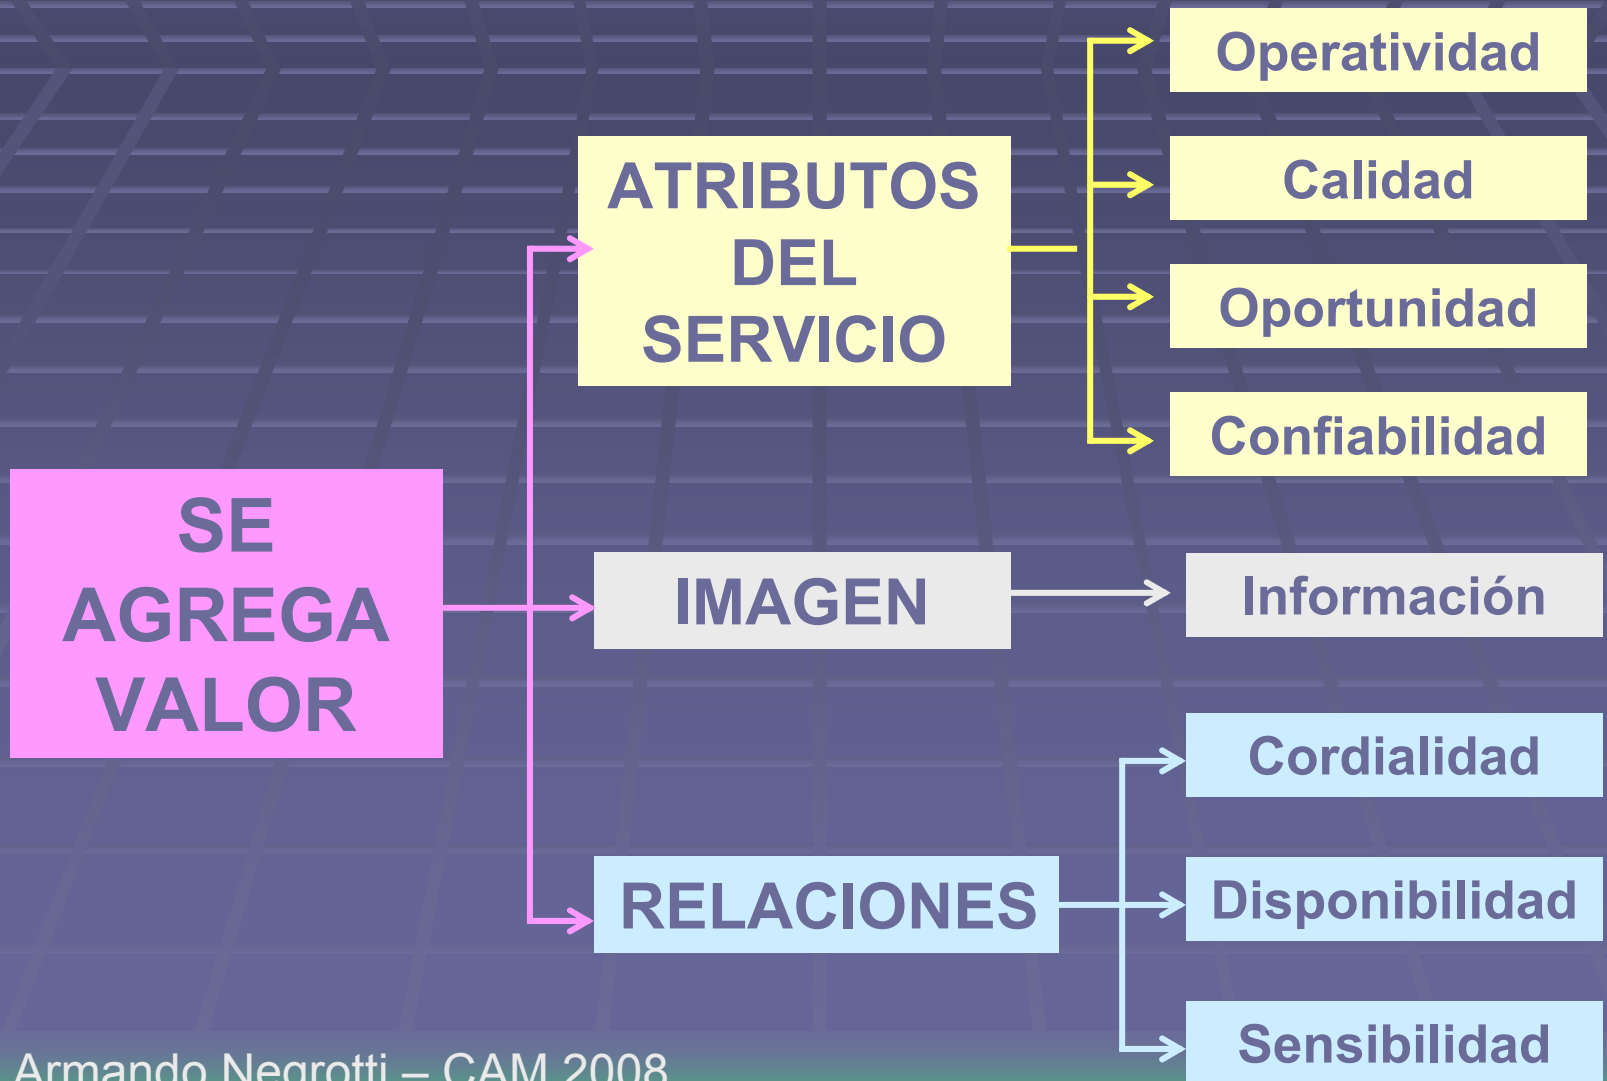 SE
AGREGA
VALOR
ATRIBUTOS
DEL
SERVICIO
Operatividad
Calidad
Oportunidad
Confiabilidad
IMAGEN
Información
RELACIONES
Cordialidad
Disponibilidad
Sensibilidad
Armando Negrotti – CAM 2008